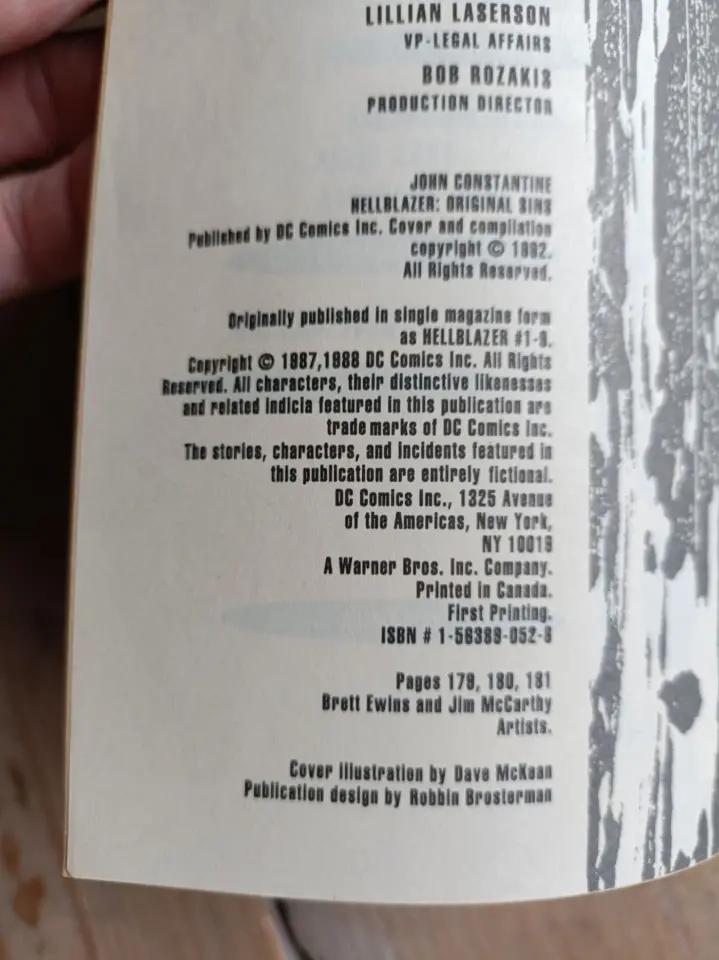 LILLIAN LASERSON
VP-LEGAL AFFAIRS
BOB ROZAKIS
PRODUCTION DIRECTOR
JOHN CONSTANTINE
HELLBLAZER: ORIGINAL SINS
Published by DC Comics Inc. Cover and compilation
copyright © 1992.
All Rights Reserved.
Originally published in single magazine form
as HELLBLAZER #1-9.
Copyright © 1987,1988 DC Comics Inc. All Rights
Reserved. All characters, their distinctive likenesses
and related indicia featured in this publication are
trademarks of DC Comics Inc.
The stories, characters, and incidents featured in
this publication are entirely fictional.
DC Comics Inc., 1325 Avenue
of the Americas, New York,
NY 10019
A Warner Bros. Inc. Company.
Printed in Canada.
First Printing.
ISBN # 1-56389-052-6
Pages 179, 180, 181
Brett Ewins and Jim McCarthy
Artists.
Cover illustration by Dave McKean
Publication design by Robbin Brosterman